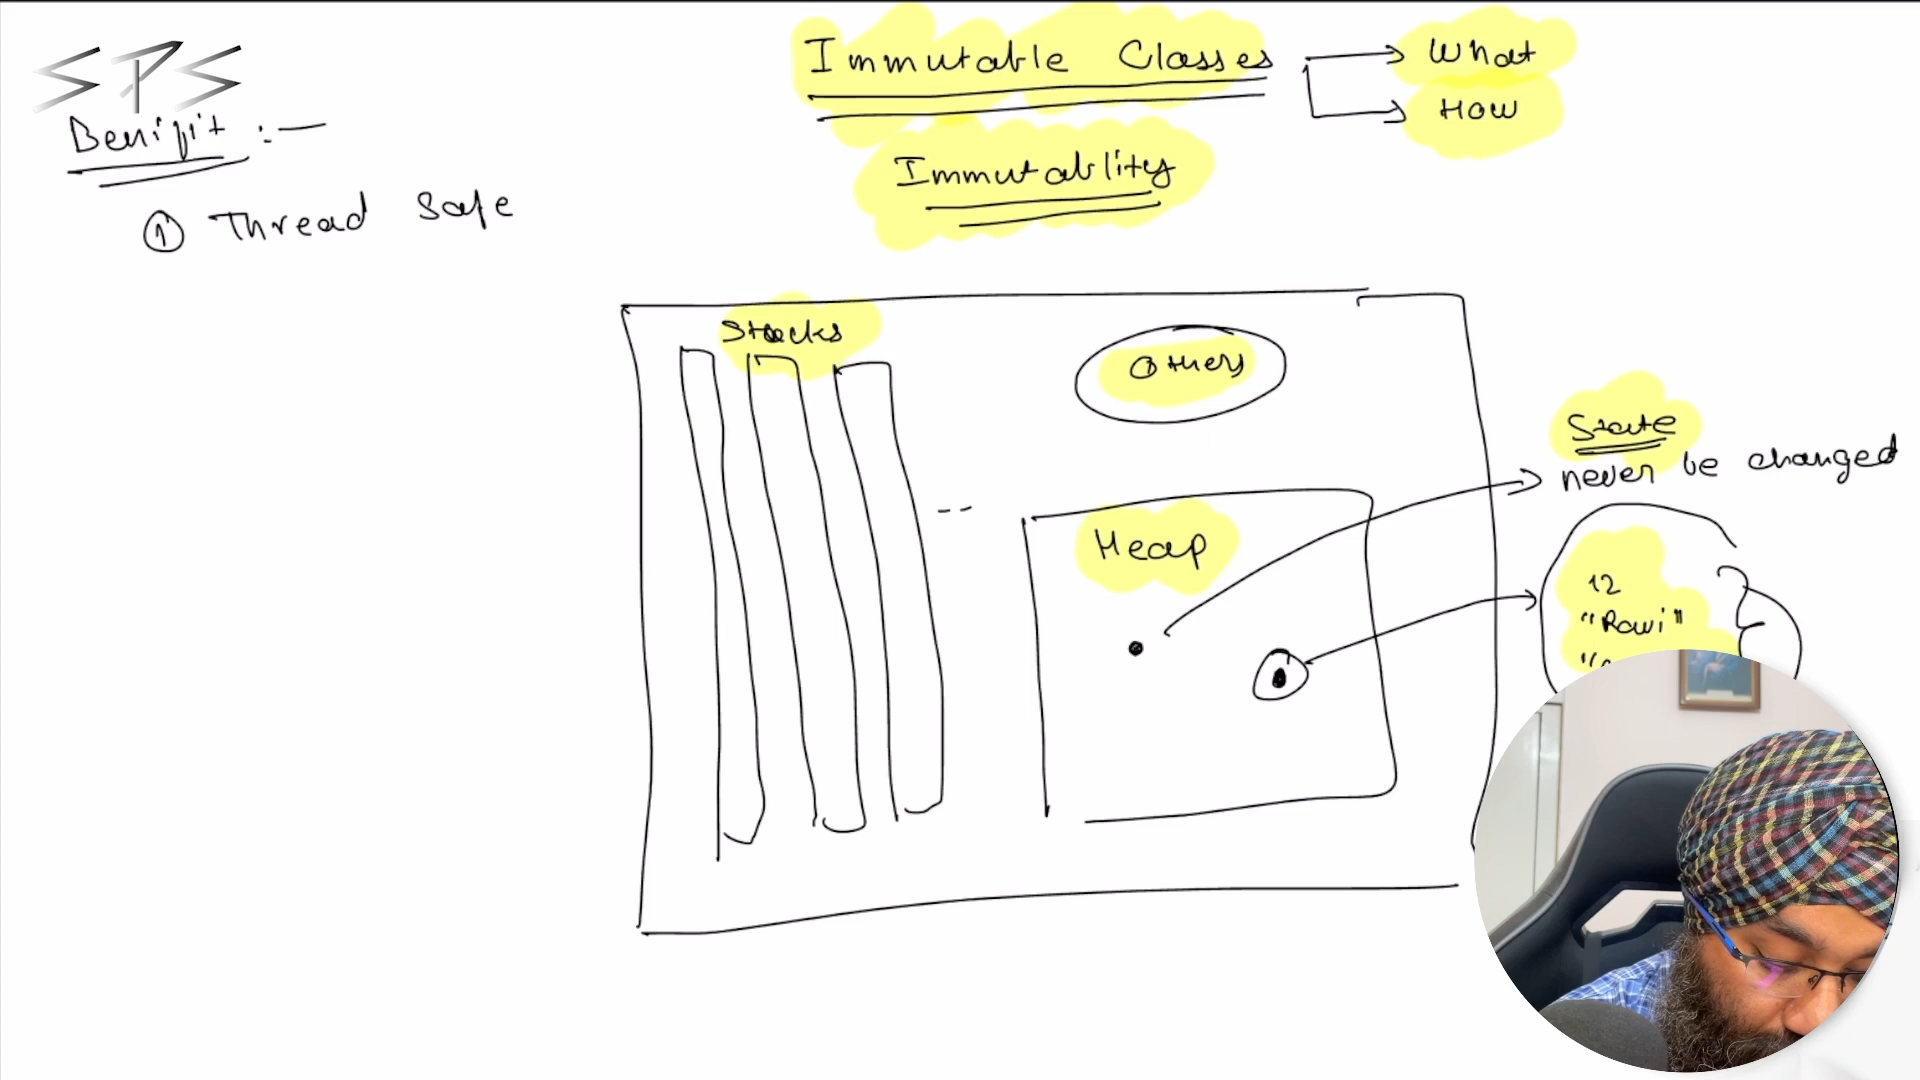 SPS
Immutable Classes
What
How
Immutablity
Benifit :-
① Thread Safe
Stacks
Others
State
never be changed
Heap
12
"Ravi"